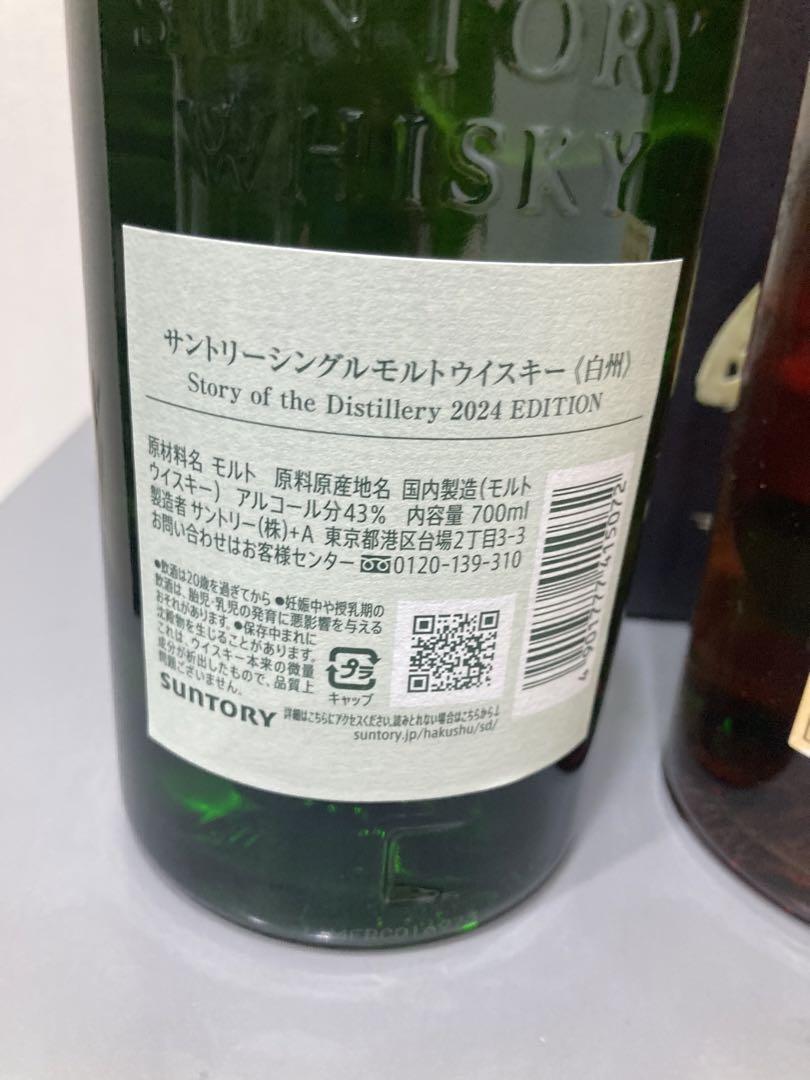 SUNTORY
WHISKY
サントリーシングルモルトウイスキー《白州》
Story of the Distillery 2024 EDITION
原材料名 モルト 原料原産地名 国内製造(モルト
ウイスキー) アルコール分43% 内容量 700ml
製造者 サントリー(株)+A 東京都港区台場2丁目3-3
お問い合わせはお客様センター 0120-139-310
●飲酒は20歳を過ぎてから ●妊娠中や授乳期の
飲酒は、胎児・乳児の発育に悪影響を与える
おそれがあります。●保存中まれに
沈殿物を生じることがあります。
これは、ウイスキー本来の微量
成分が析出したもので、品質上
問題ございません。
プラ
キャップ
SUNTORY
詳細はこちらにアクセスください。読みとれない場合はこちらから↓
suntory.jp/hakushu/sd/
4901777415072